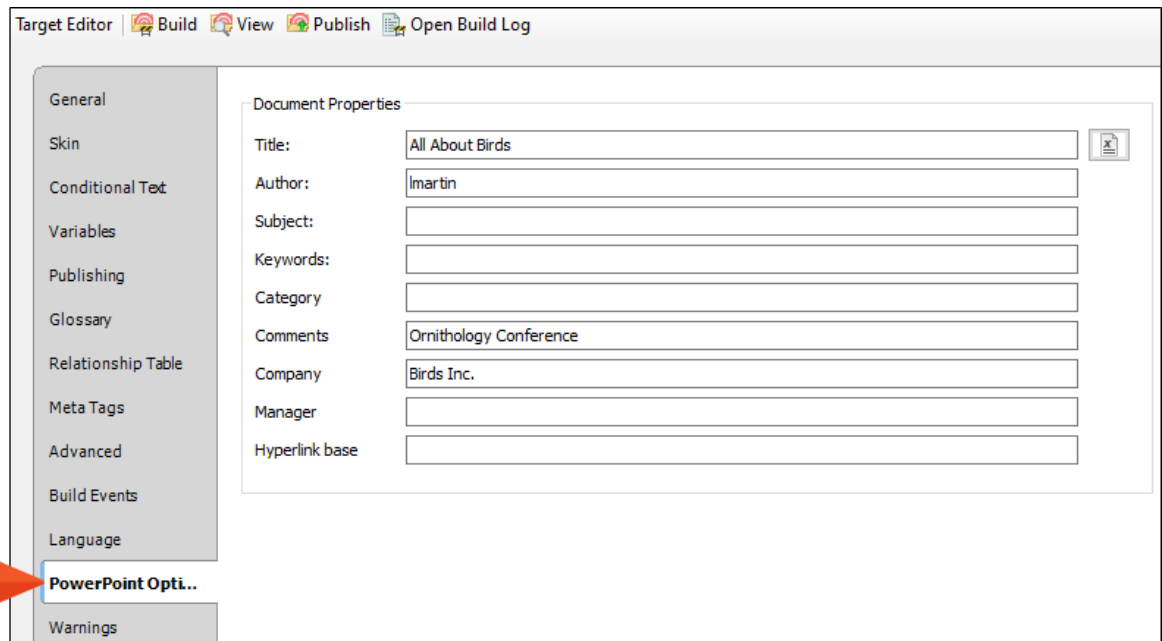 Target Editor Build View Publish Open Build Log
General
Skin
Conditional Text
Variables
Publishing
Glossary
Relationship Table
Meta Tags
Advanced
Build Events
Language
PowerPoint Opti...
Warnings
Document Properties
Title: All About Birds
Author: lmartin
Subject:
Keywords:
Category
Comments Ornithology Conference
Company Birds Inc.
Manager
Hyperlink base